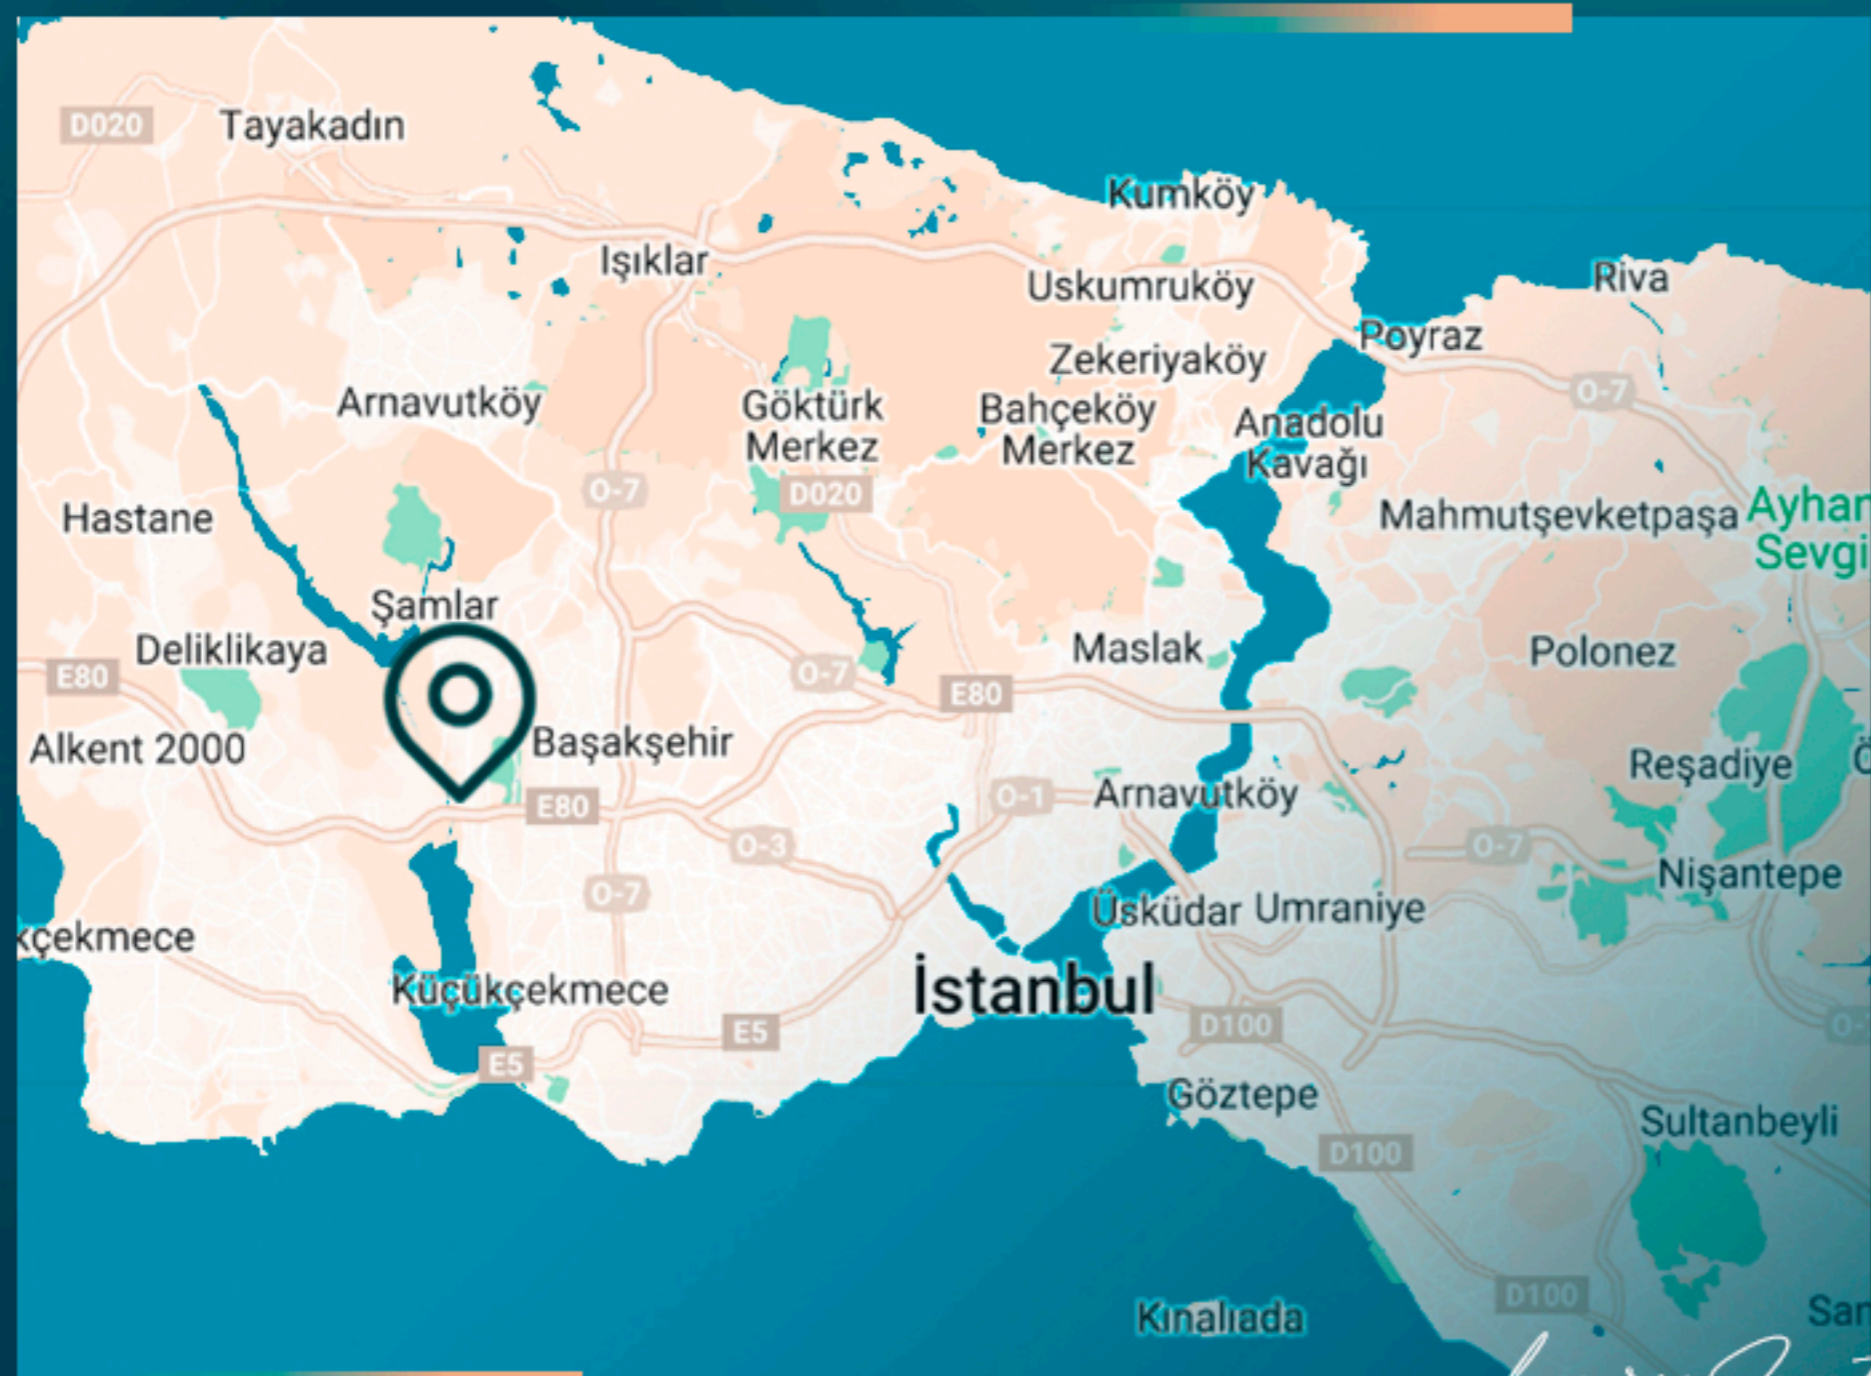 D020
Tayakadın
Kumköy
Işıklar
Uskumruköy
Riva
Poyraz
Zekeriyaköy
O-7
Arnavutköy
Göktürk
Merkez
Bahçeköy
Merkez
Anadolu
Kavağı
O-7
D020
Hastane
Mahmutşevketpaşa
Ayhan
Sevgi
Şamlar
Deliklikaya
Maslak
Polonez
E80
O-7
E80
Alkent 2000
Başakşehir
Reşadiye
Ö
E80
O-1
Arnavutköy
O-3
O-7
O-7
Nişantepe
Üsküdar
Umraniye
kçekmece
Küçükçekmece
İstanbul
E5
D100
O-
E5
Göztepe
Sultanbeyli
D100
D100
Kınalıada
San